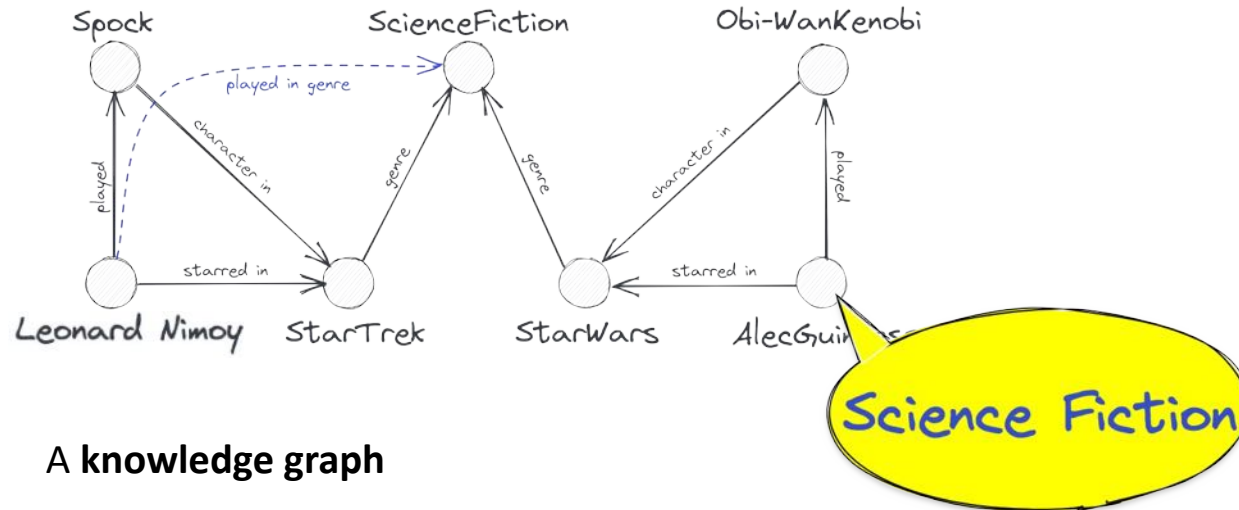 Spock
ScienceFiction
Obi-WanKenobi
played in genre
character in
genre
genre
character in
played
played
starred in
starred in
Leonard Nimoy
StarTrek
StarWars
Science Fiction
A knowledge graph